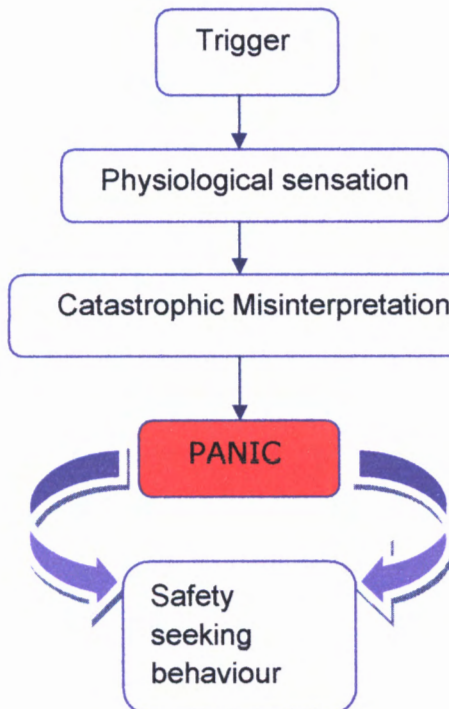 Trigger
Physiological sensation
Catastrophic Misinterpretation
PANIC
Safety
seeking
behaviour